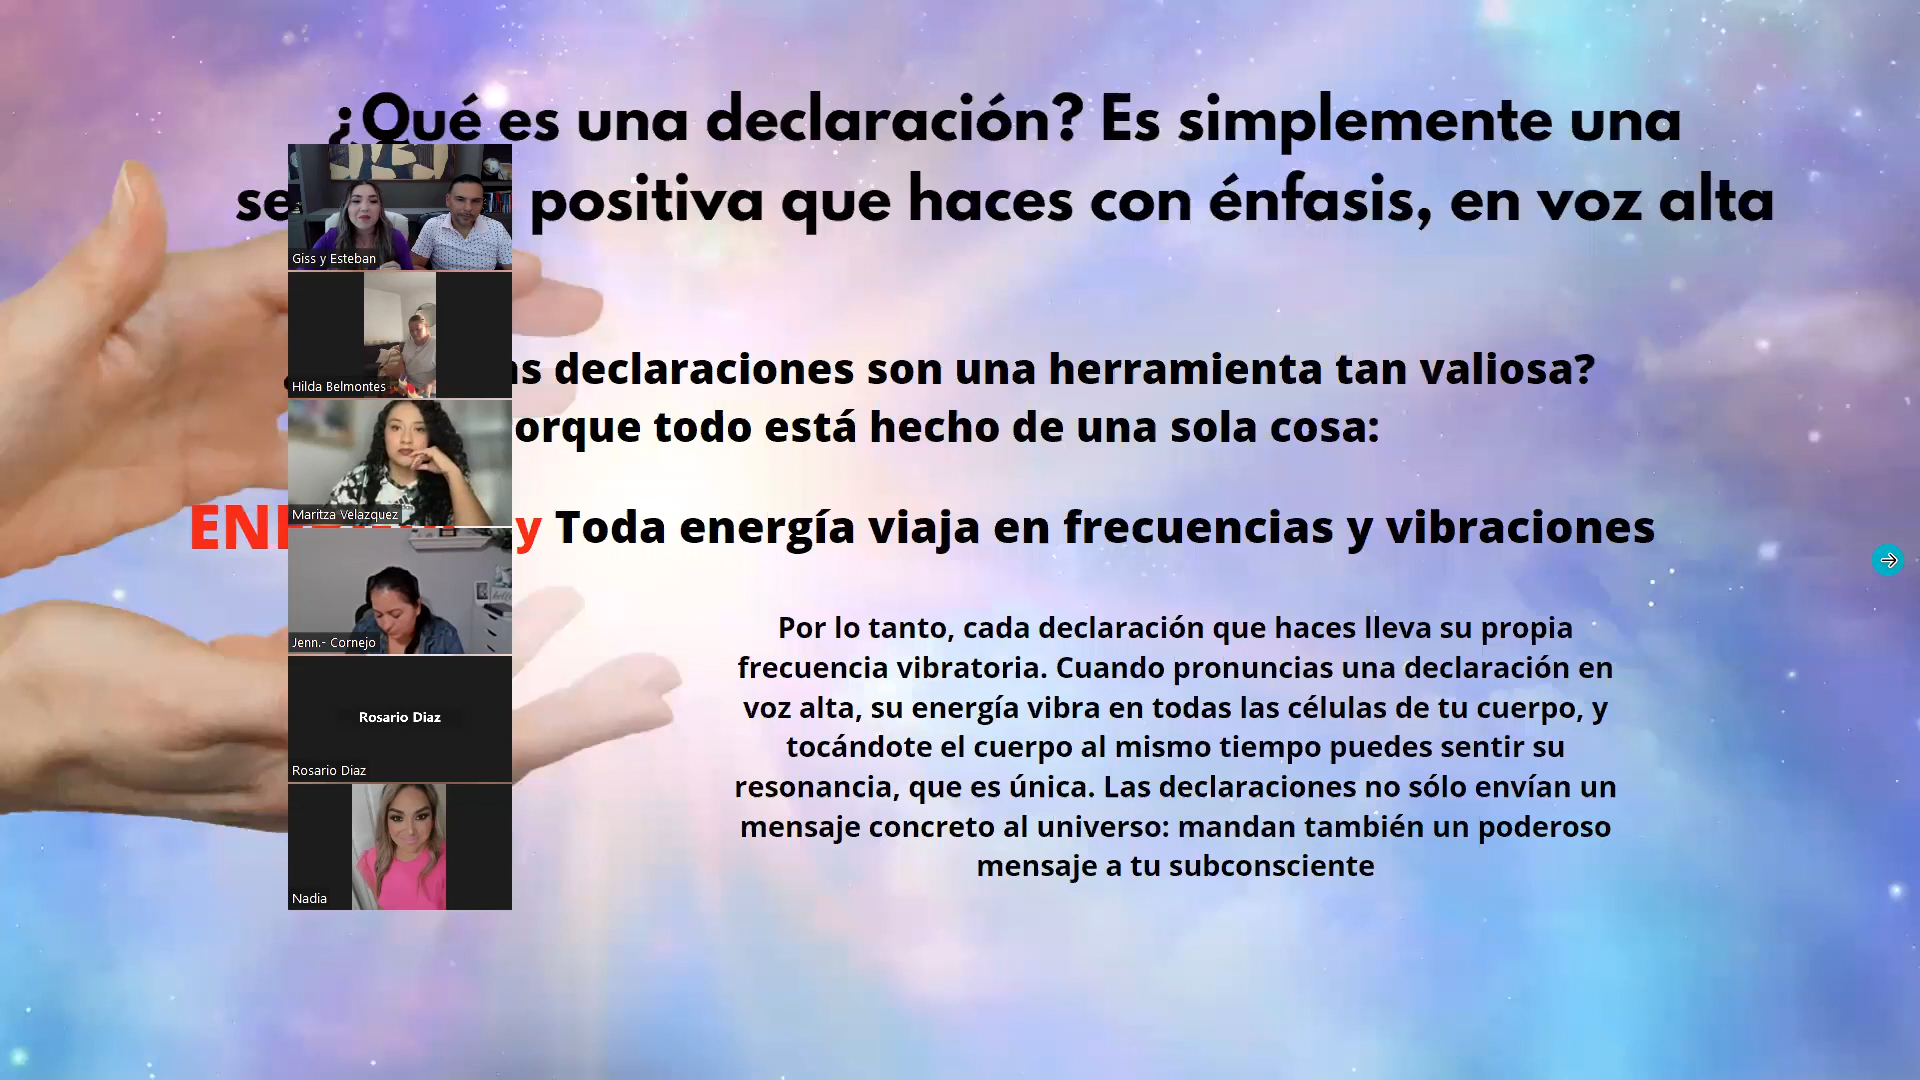 ¿Qué es una declaración? Es simplemente una
positiva que haces con énfasis, en voz alta
declaraciones son una herramienta tan valiosa?
todo está hecho de una sola cosa:
y Toda energía viaja en frecuencias y vibraciones
Por lo tanto, cada declaración que haces lleva su propia
frecuencia vibratoria. Cuando pronuncias una declaración en
voz alta, su energía vibra en todas las células de tu cuerpo, y
tocándote el cuerpo al mismo tiempo puedes sentir su
resonancia, que es única. Las declaraciones no sólo envían un
mensaje concreto al universo: mandan también un poderoso
mensaje a tu subconsciente
Giss y Esteban
Hilda Belmontes
Maritza Velazquez
Jenn.- Cornejo
Rosario Diaz
Rosario Diaz
Nadia